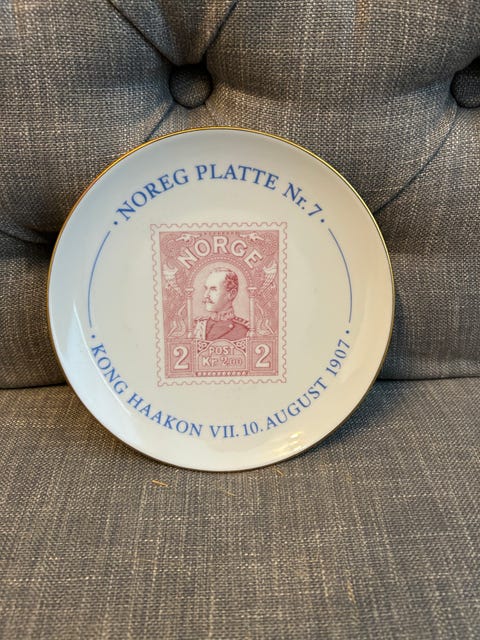 · NOREG PLATTE Nr. 7 ·
NORGE
2 POST 2
Kr 2.00
· KONG HAAKON VII. 10. AUGUST 1907 ·